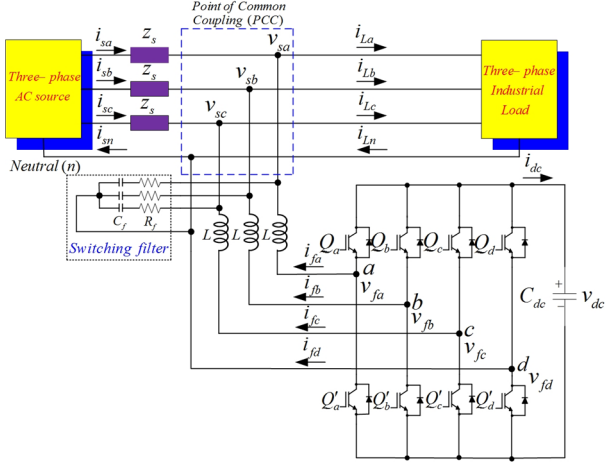 Point of Common
Coupling (PCC)
i_sa
z_s
v_sa
i_La
Three– phase
AC source
i_sb
z_s
v_sb
i_Lb
Three– phase
Industrial
Load
i_sc
z_s
v_sc
i_Lc
i_sn
i_Ln
Neutral (n)
i_dc
C_f
R_f
Switching filter
L
L
L
Q_a
Q_b
Q_c
Q_d
i_fa
a
v_fa
i_fb
b
v_fb
C_dc
+
−
v_dc
i_fc
c
v_fc
i_fd
d
v_fd
Q'_a
Q'_b
Q'_c
Q'_d